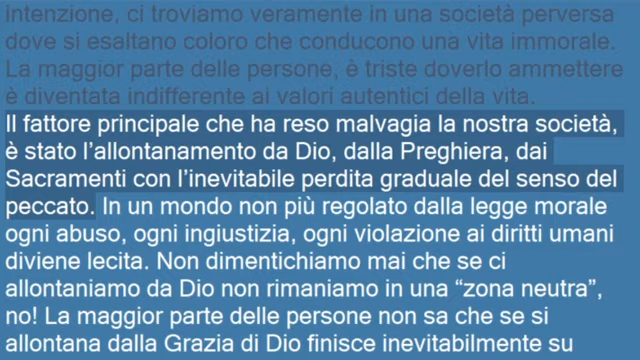 intenzione, ci troviamo veramente in una società perversa
dove si esaltano coloro che conducono una vita immorale.
La maggior parte delle persone, è triste doverlo ammettere
è diventata indifferente ai valori autentici della vita.
Il fattore principale che ha reso malvagia la nostra società,
è stato l’allontanamento da Dio, dalla Preghiera, dai
Sacramenti con l’inevitabile perdita graduale del senso del
peccato. In un mondo non più regolato dalla legge morale
ogni abuso, ogni ingiustizia, ogni violazione ai diritti umani
diviene lecita. Non dimentichiamo mai che se ci
allontaniamo da Dio non rimaniamo in una “zona neutra”,
no! La maggior parte delle persone non sa che se si
allontana dalla Grazia di Dio finisce inevitabilmente su